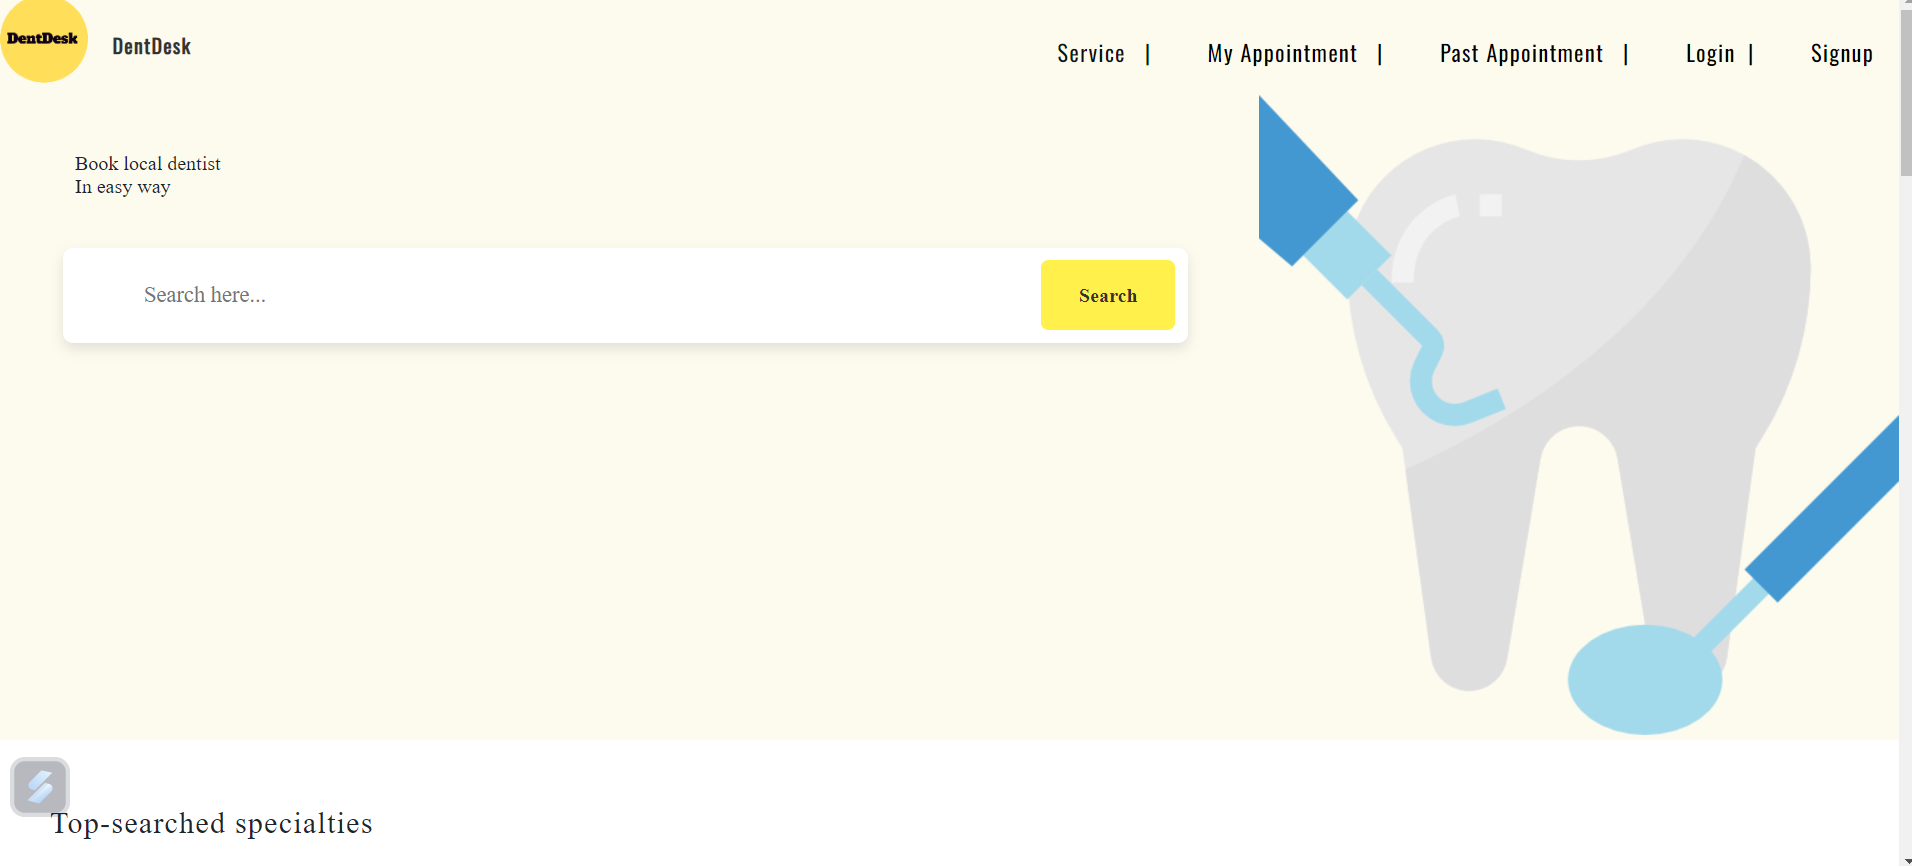 DentDesk
DentDesk
Service | My Appointment | Past Appointment | Login | Signup
Book local dentist
In easy way
Search here...
Search
Top-searched specialties